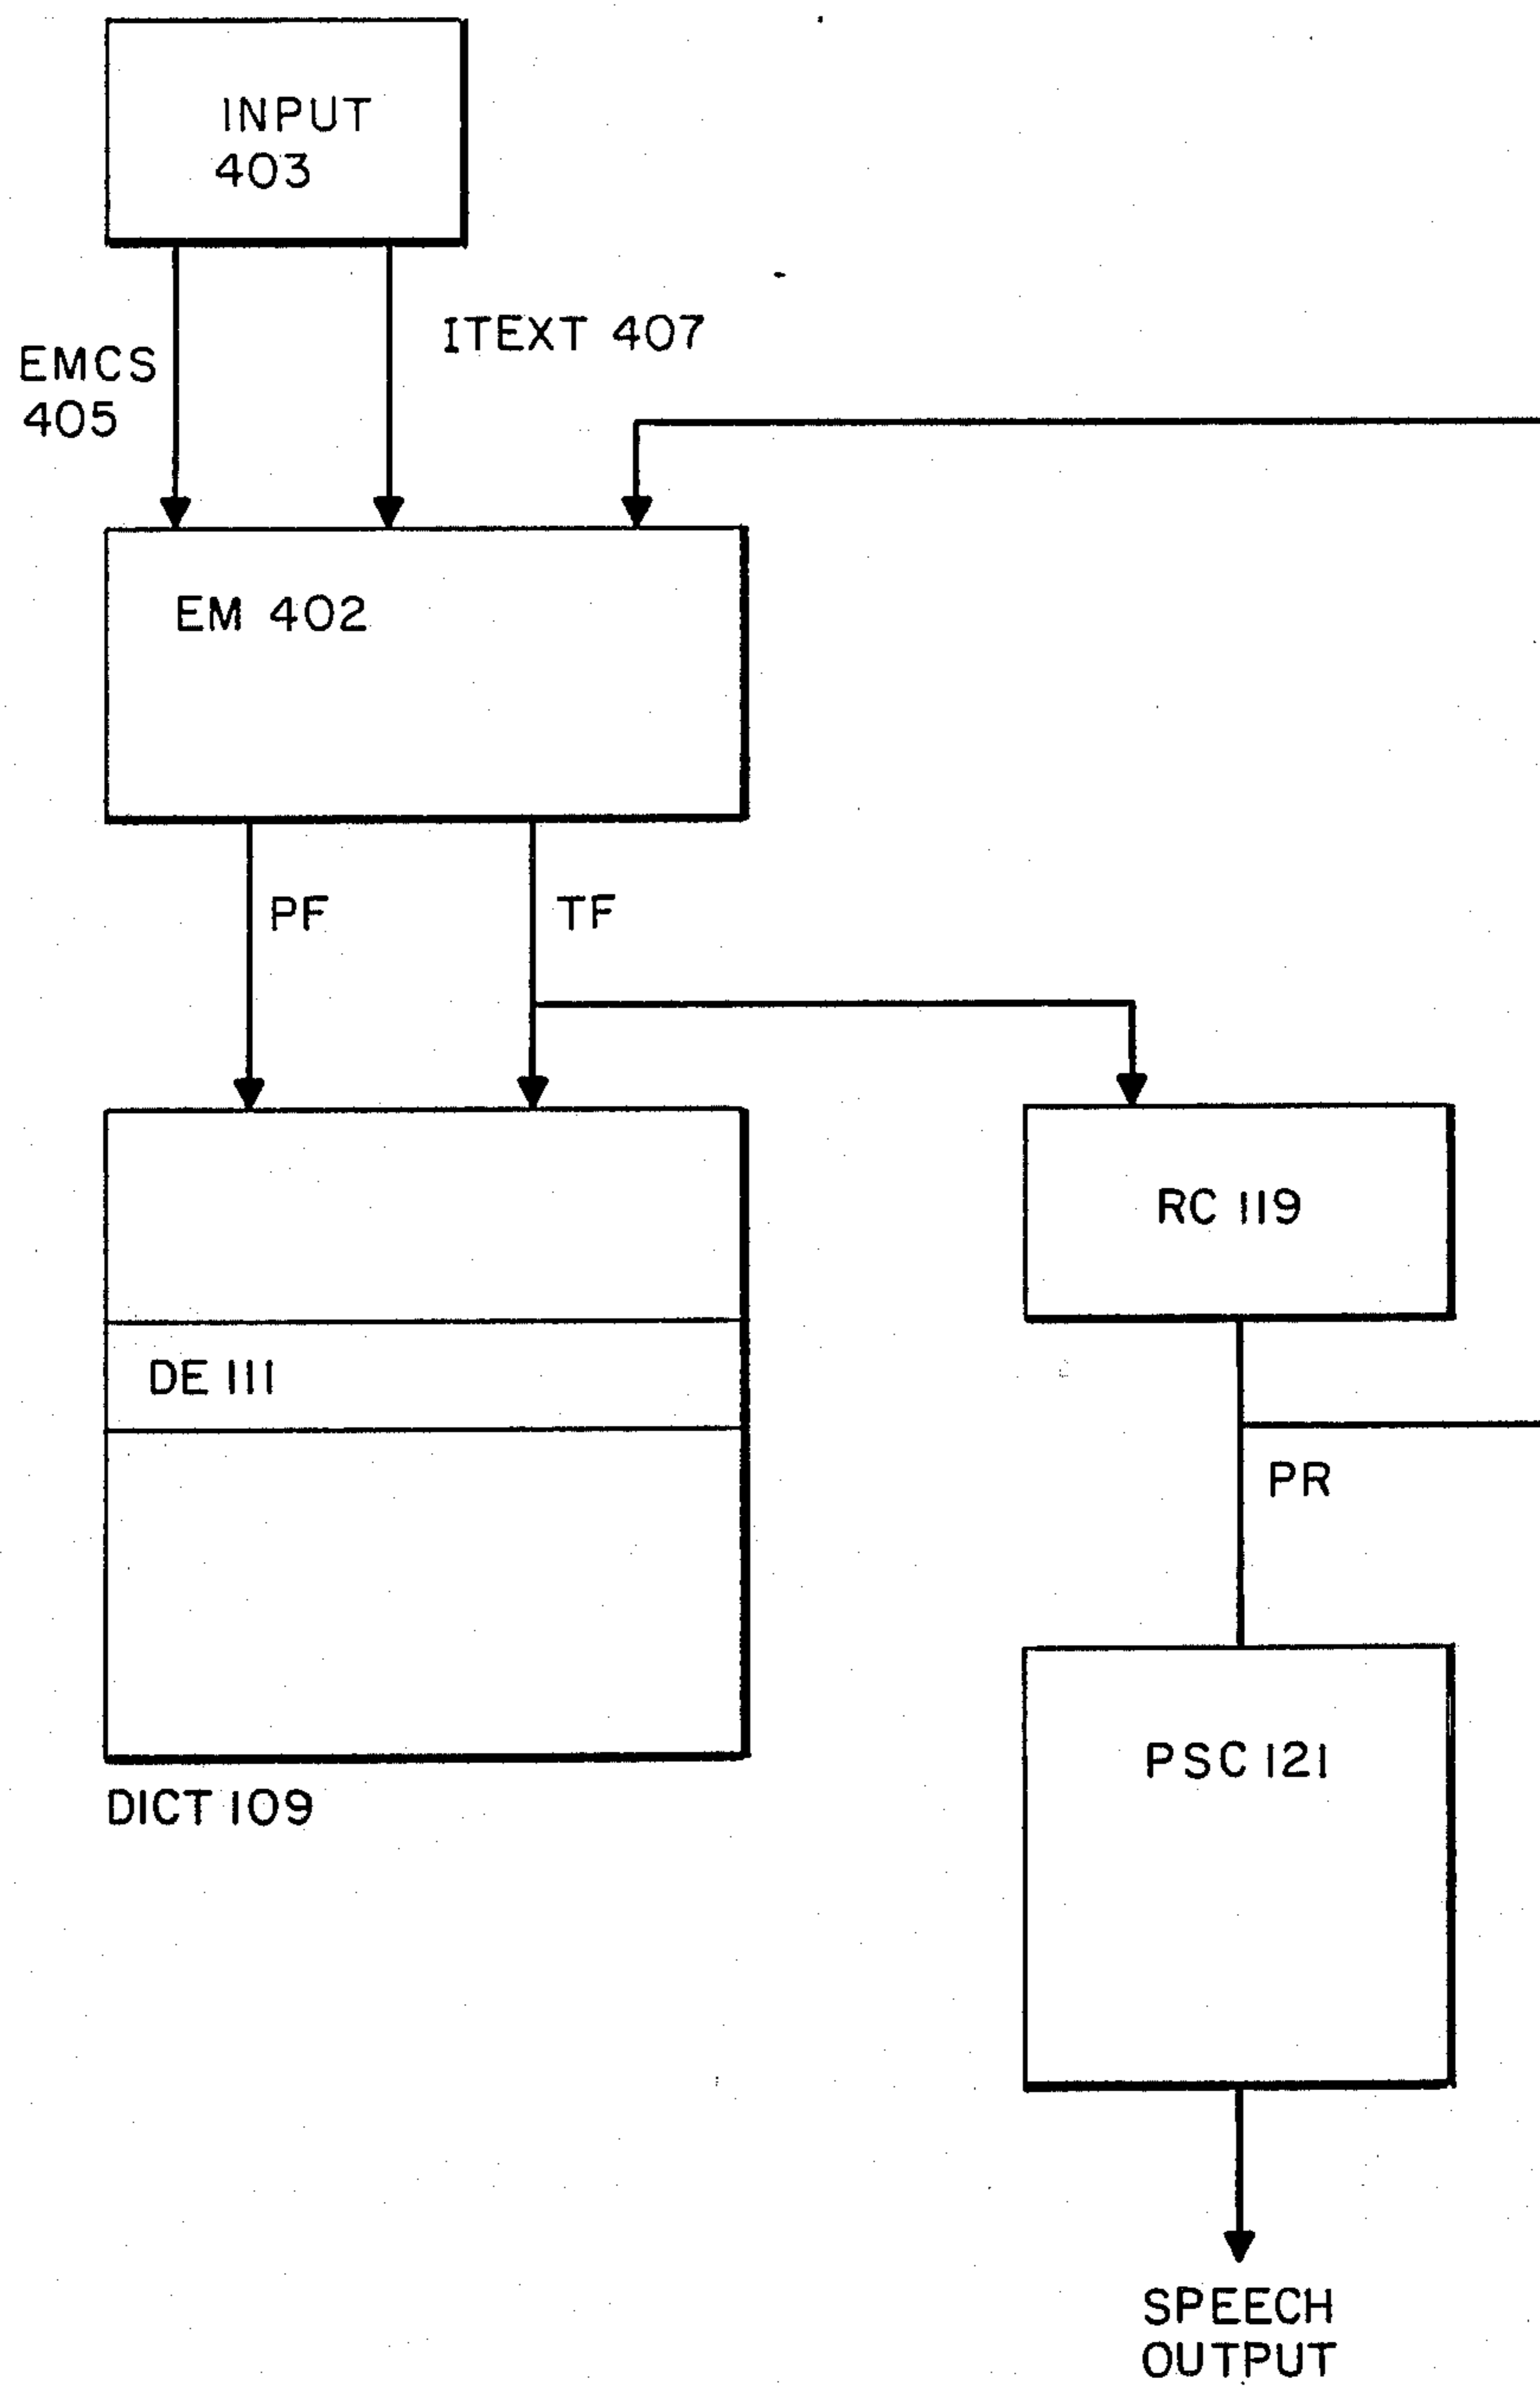 INPUT
403
EMCS
405
ITEXT 407
EM 402
PF
TF
RC 119
DE 111
PR
PSC 121
DICT 109
SPEECH
OUTPUT